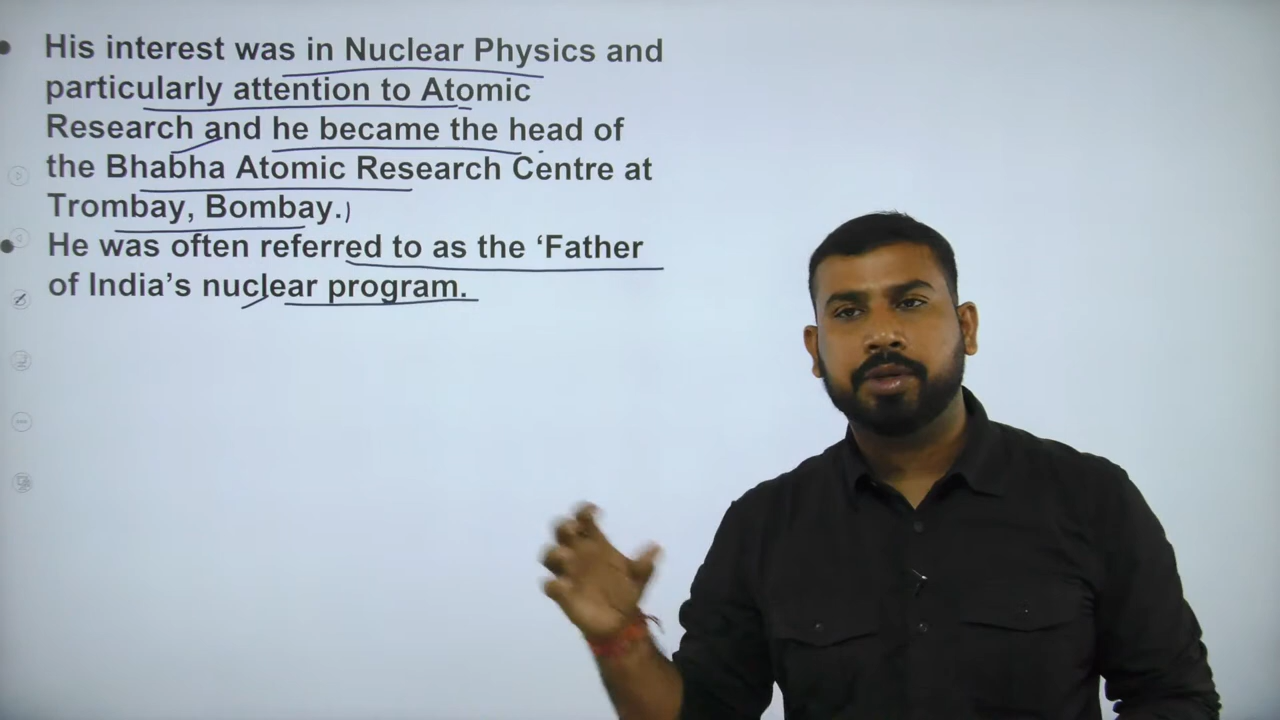 His interest was in Nuclear Physics and
particularly attention to Atomic
Research and he became the head of
the Bhabha Atomic Research Centre at
Trombay, Bombay.
He was often referred to as the ‘Father
of India’s nuclear program.